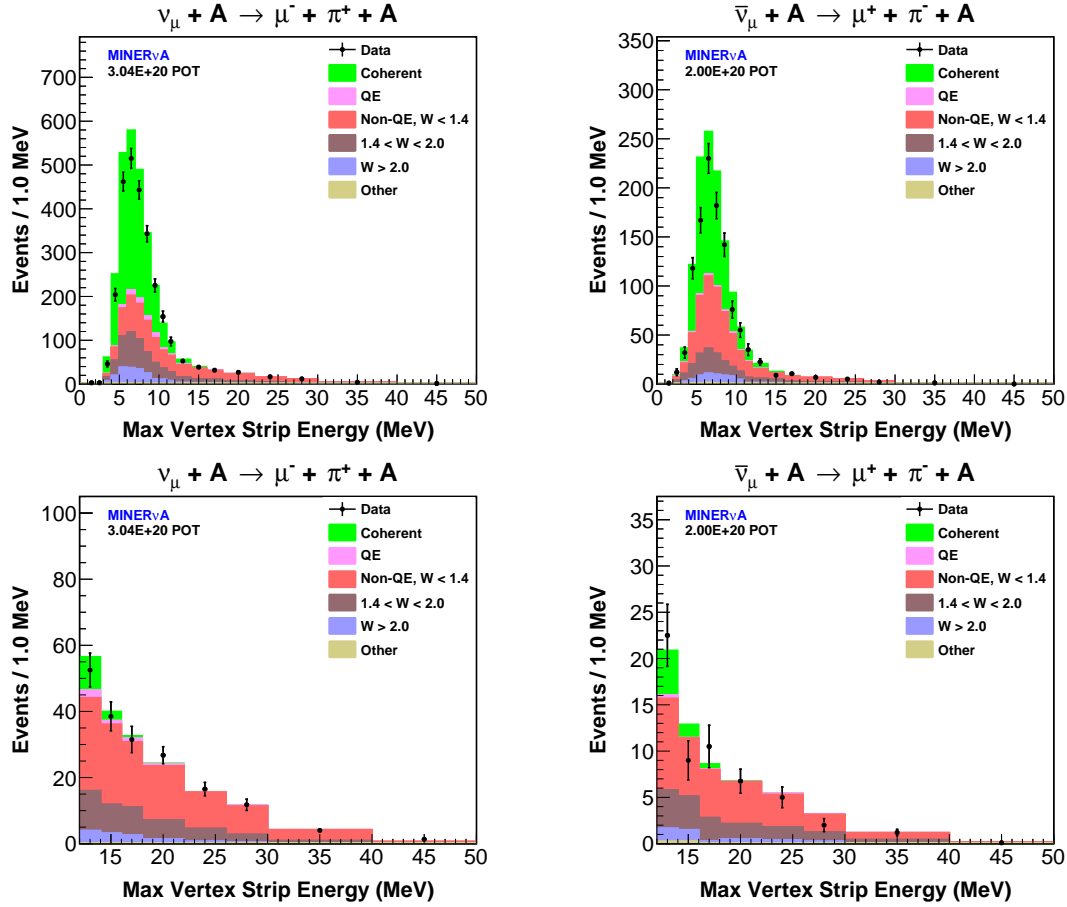 νμ + A → μ- + π+ + A
MINERνA
3.04E+20 POT
Data
Coherent
QE
Non-QE, W < 1.4
1.4 < W < 2.0
W > 2.0
Other
Events / 1.0 MeV
0 100 200 300 400 500 600 700
0 5 10 15 20 25 30 35 40 45 50
Max Vertex Strip Energy (MeV)
ν̄μ + A → μ+ + π- + A
MINERνA
2.00E+20 POT
Data
Coherent
QE
Non-QE, W < 1.4
1.4 < W < 2.0
W > 2.0
Other
Events / 1.0 MeV
0 50 100 150 200 250 300 350
0 5 10 15 20 25 30 35 40 45 50
Max Vertex Strip Energy (MeV)
νμ + A → μ- + π+ + A
MINERνA
3.04E+20 POT
Data
Coherent
QE
Non-QE, W < 1.4
1.4 < W < 2.0
W > 2.0
Other
Events / 1.0 MeV
0 20 40 60 80 100
15 20 25 30 35 40 45 50
Max Vertex Strip Energy (MeV)
ν̄μ + A → μ+ + π- + A
MINERνA
2.00E+20 POT
Data
Coherent
QE
Non-QE, W < 1.4
1.4 < W < 2.0
W > 2.0
Other
Events / 1.0 MeV
0 5 10 15 20 25 30 35
15 20 25 30 35 40 45 50
Max Vertex Strip Energy (MeV)